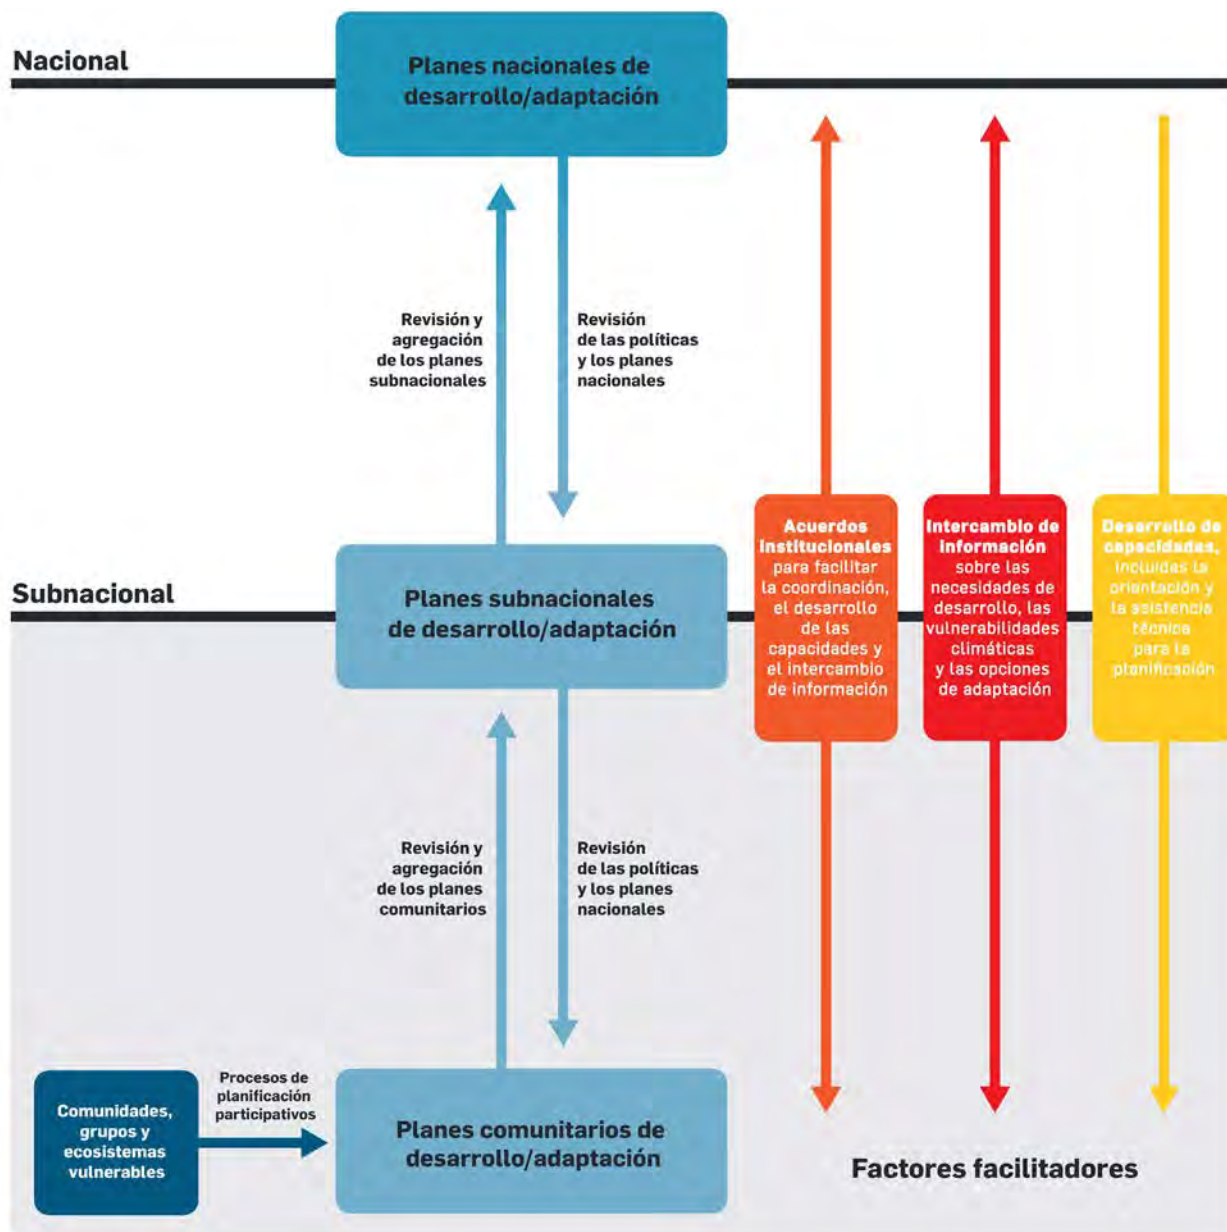 Nacional
Planes nacionales de
desarrollo/adaptación
Revisión y
agregación
de los planes
subnacionales
Revisión
de las políticas
y los planes
nacionales
Subnacional
Planes subnacionales
de desarrollo/adaptación
Acuerdos
institucionales
para facilitar
la coordinación,
el desarrollo
de las
capacidades y
el intercambio
de información
Intercambio de
información
sobre las
necesidades de
desarrollo, las
vulnerabilidades
climáticas
y las opciones
de adaptación
Desarrollo de
capacidades,
incluidas la
orientación y
la asistencia
técnica
para la
planificación
Revisión y
agregación
de los planes
comunitarios
Revisión
de las políticas
y los planes
nacionales
Comunidades,
grupos y
ecosistemas
vulnerables
Procesos de
planificación
participativos
Planes comunitarios de
desarrollo/adaptación
Factores facilitadores